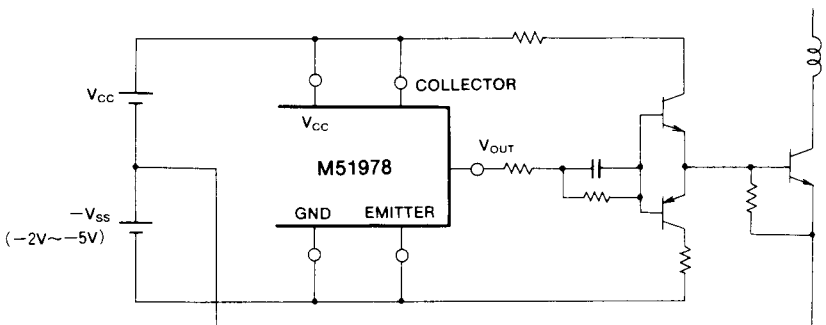 COLLECTOR
VCC
VCC
VOUT
M51978
-VSS
(-2V~-5V)
GND EMITTER